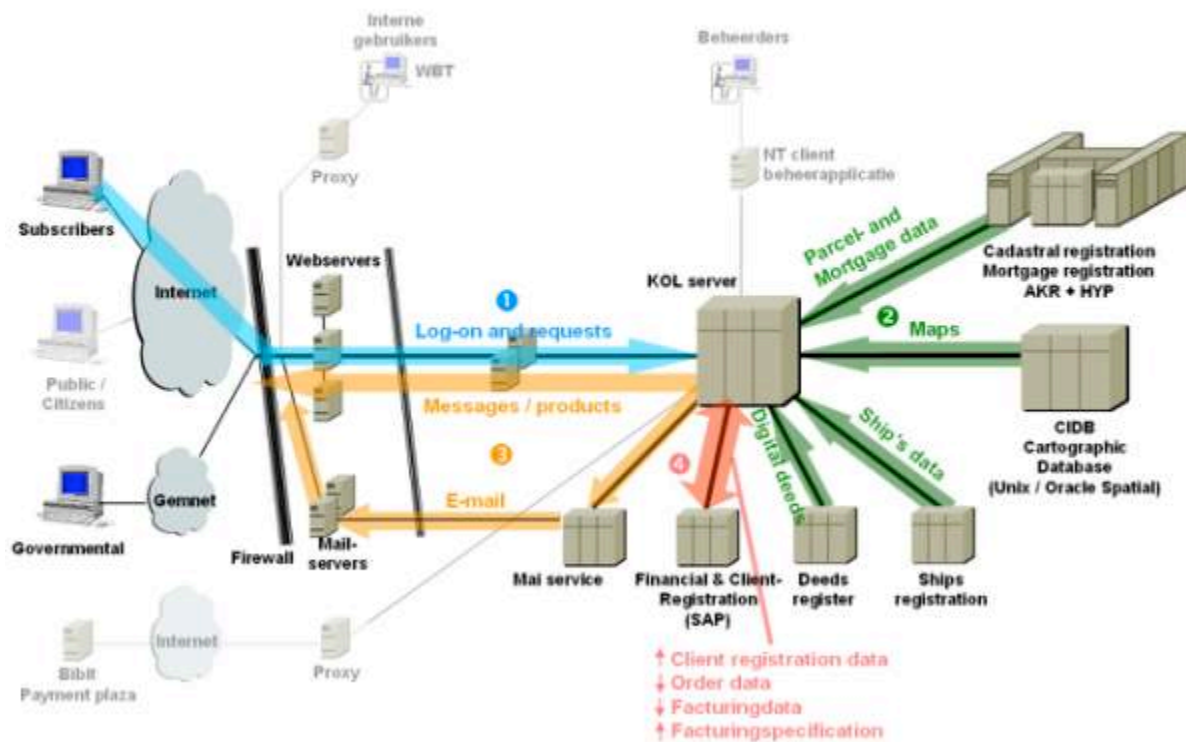 Interne
gebruikers
WBT
Beheerders
Proxy
NT client
beheerapplicatie
Subscribers
Internet
Webservers
KOL server
Parcel- and
Mortgage data
Cadastral registration
Mortgage registration
AKR + HYP
1
Log-on and requests
2
Maps
Public /
Citizens
Messages / products
CIDB
Cartographic
Database
(Unix / Oracle Spatial)
Digital deeds
Ship's data
3
4
E-mail
Gemnet
Governmental
Firewall
Mail-
servers
Mai service
Financial & Client-
Registration
(SAP)
Deeds
register
Ships
registration
Internet
Bibit
Payment plaza
Proxy
↑ Client registration data
↓ Order data
↓ Facturingdata
↑ Facturingspecification